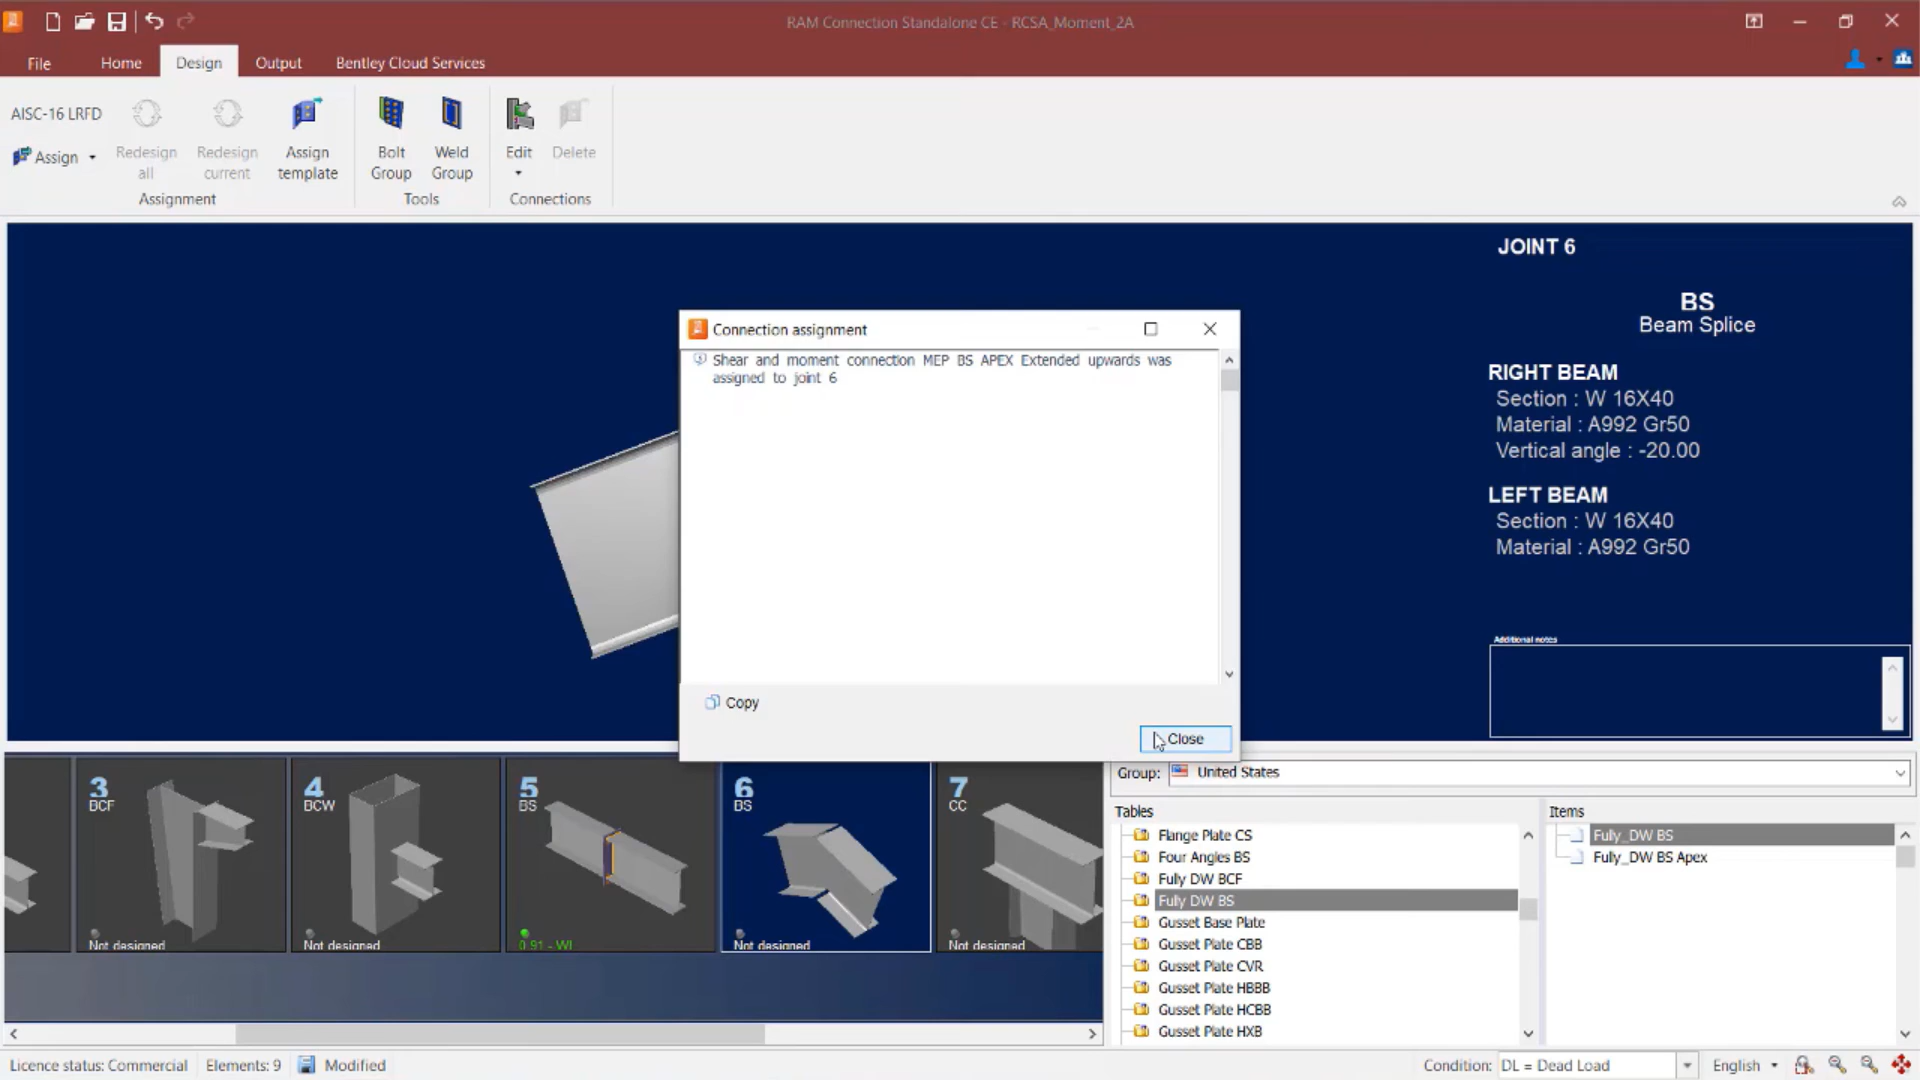 RAM Connection Standalone CE - RCSA_Moment_2A
File
Home
Design
Output
Bentley Cloud Services
AISC-16 LRFD
Assign
Redesign all
Redesign current
Assign template
Assignment
Bolt Group
Weld Group
Tools
Edit
Delete
Connections
JOINT 6
BS
Beam Splice
RIGHT BEAM
Section : W 16X40
Material : A992 Gr50
Vertical angle : -20.00
LEFT BEAM
Section : W 16X40
Material : A992 Gr50
Additional notes
Connection assignment
Shear and moment connection MEP BS APEX Extended upwards was
assigned to joint 6
Copy
Close
3
BCF
Not designed
4
BCW
Not designed
5
BS
0.91 - WI
6
BS
Not designed
7
CC
Not designed
Group: United States
Tables
Flange Plate CS
Four Angles BS
Fully DW BCF
Fully DW BS
Gusset Base Plate
Gusset Plate CBB
Gusset Plate CVR
Gusset Plate HBBB
Gusset Plate HCBB
Gusset Plate HXB
Items
Fully_DW BS
Fully_DW BS Apex
Licence status: Commercial
Elements: 9
Modified
Condition: DL = Dead Load
English